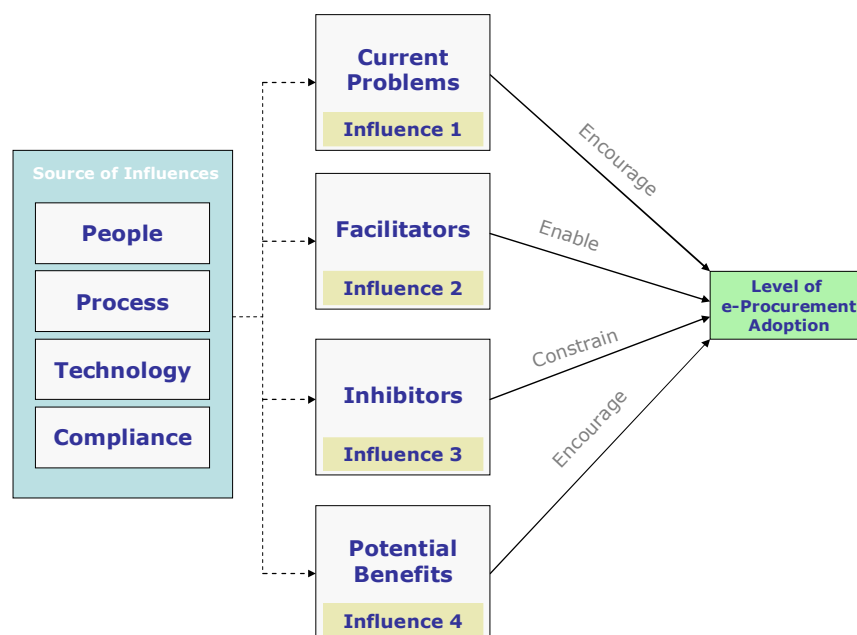 Source of Influences
People
Process
Technology
Compliance
Current
Problems
Influence 1
Facilitators
Influence 2
Inhibitors
Influence 3
Potential
Benefits
Influence 4
Encourage
Enable
Constrain
Encourage
Level of
e-Procurement
Adoption